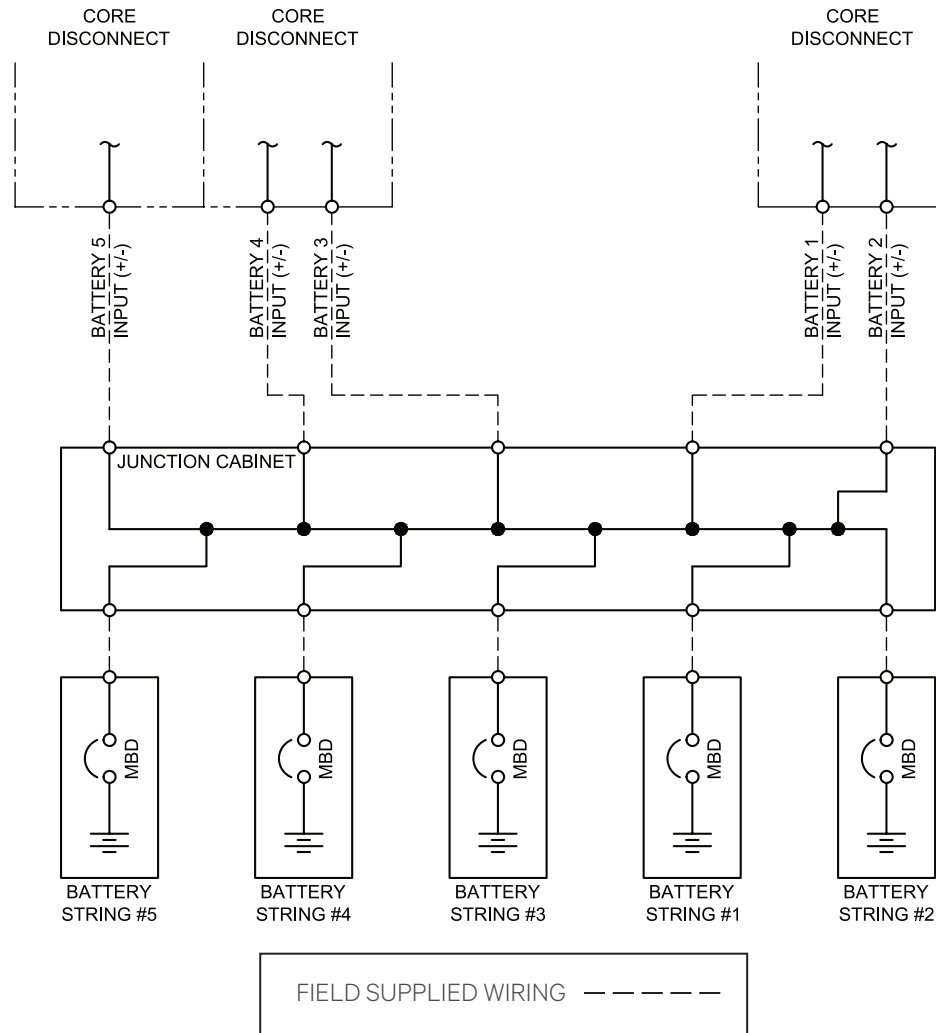 CORE
DISCONNECT
CORE
DISCONNECT
CORE
DISCONNECT
BATTERY 5
INPUT (+/-)
BATTERY 4
INPUT (+/-)
BATTERY 3
INPUT (+/-)
BATTERY 1
INPUT (+/-)
BATTERY 2
INPUT (+/-)
JUNCTION CABINET
MBD
MBD
MBD
MBD
MBD
BATTERY
STRING #5
BATTERY
STRING #4
BATTERY
STRING #3
BATTERY
STRING #1
BATTERY
STRING #2
FIELD SUPPLIED WIRING